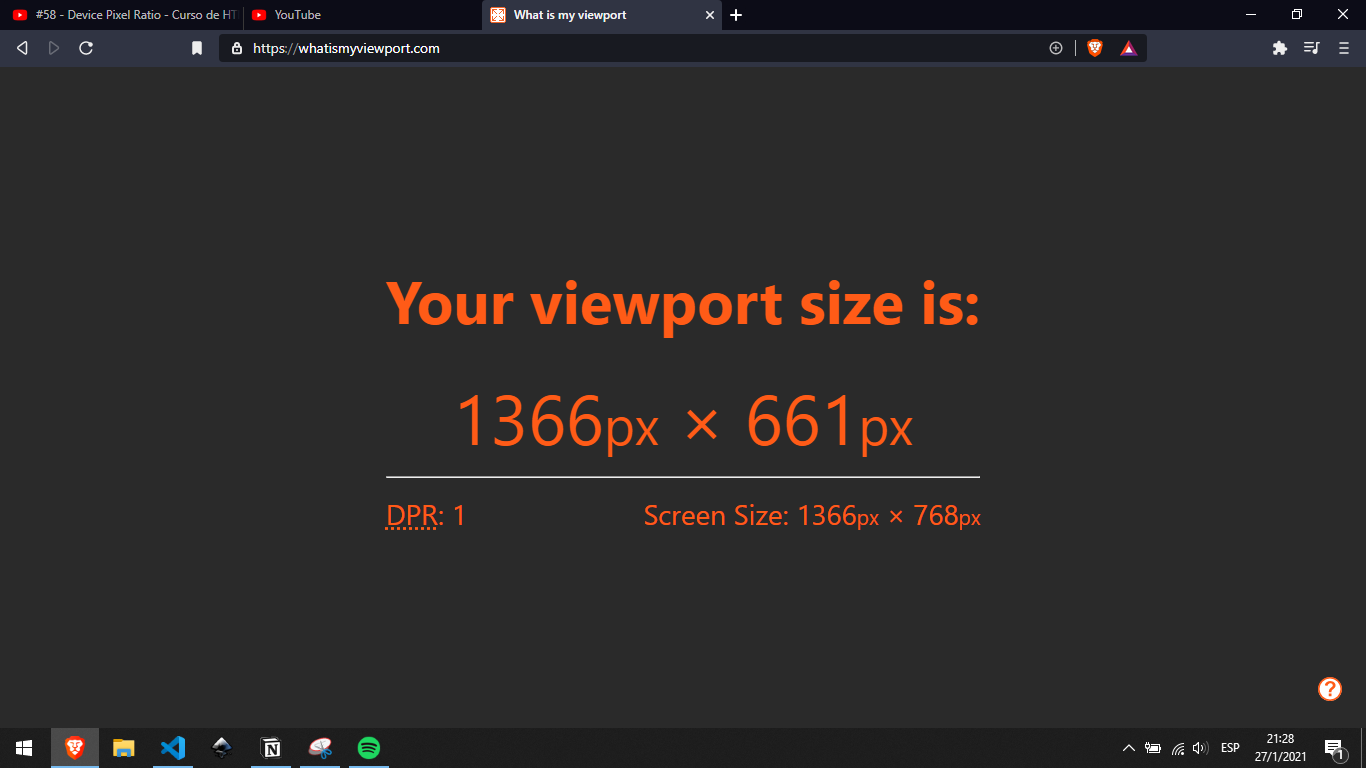 #58 - Device Pixel Ratio - Curso de HT
YouTube
What is my viewport
https://whatismyviewport.com
Your viewport size is:
1366px × 661px
DPR: 1
Screen Size: 1366px × 768px
?
ESP
21:28
27/1/2021
1